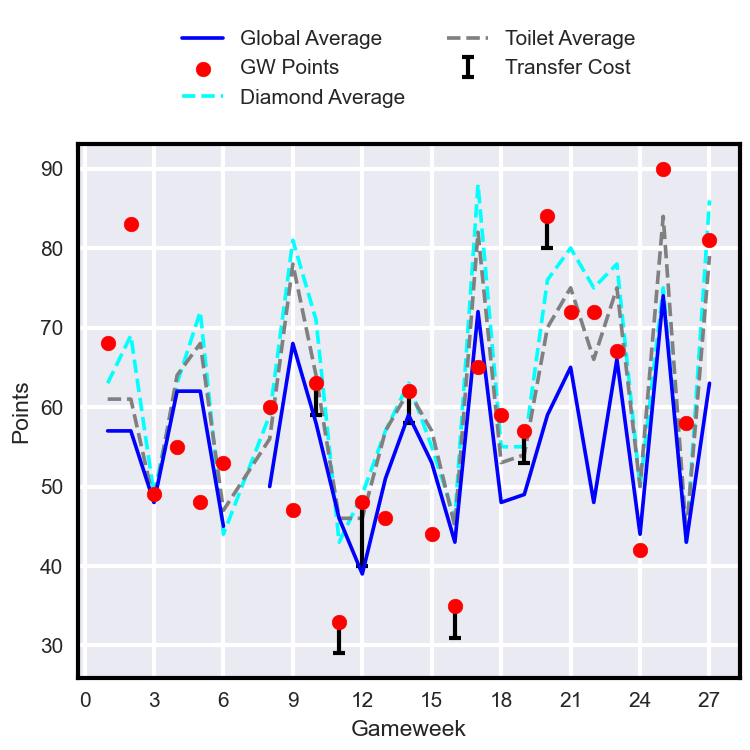 Global Average
GW Points
Diamond Average
Toilet Average
Transfer Cost
90
80
70
60
50
40
30
Points
0 3 6 9 12 15 18 21 24 27
Gameweek